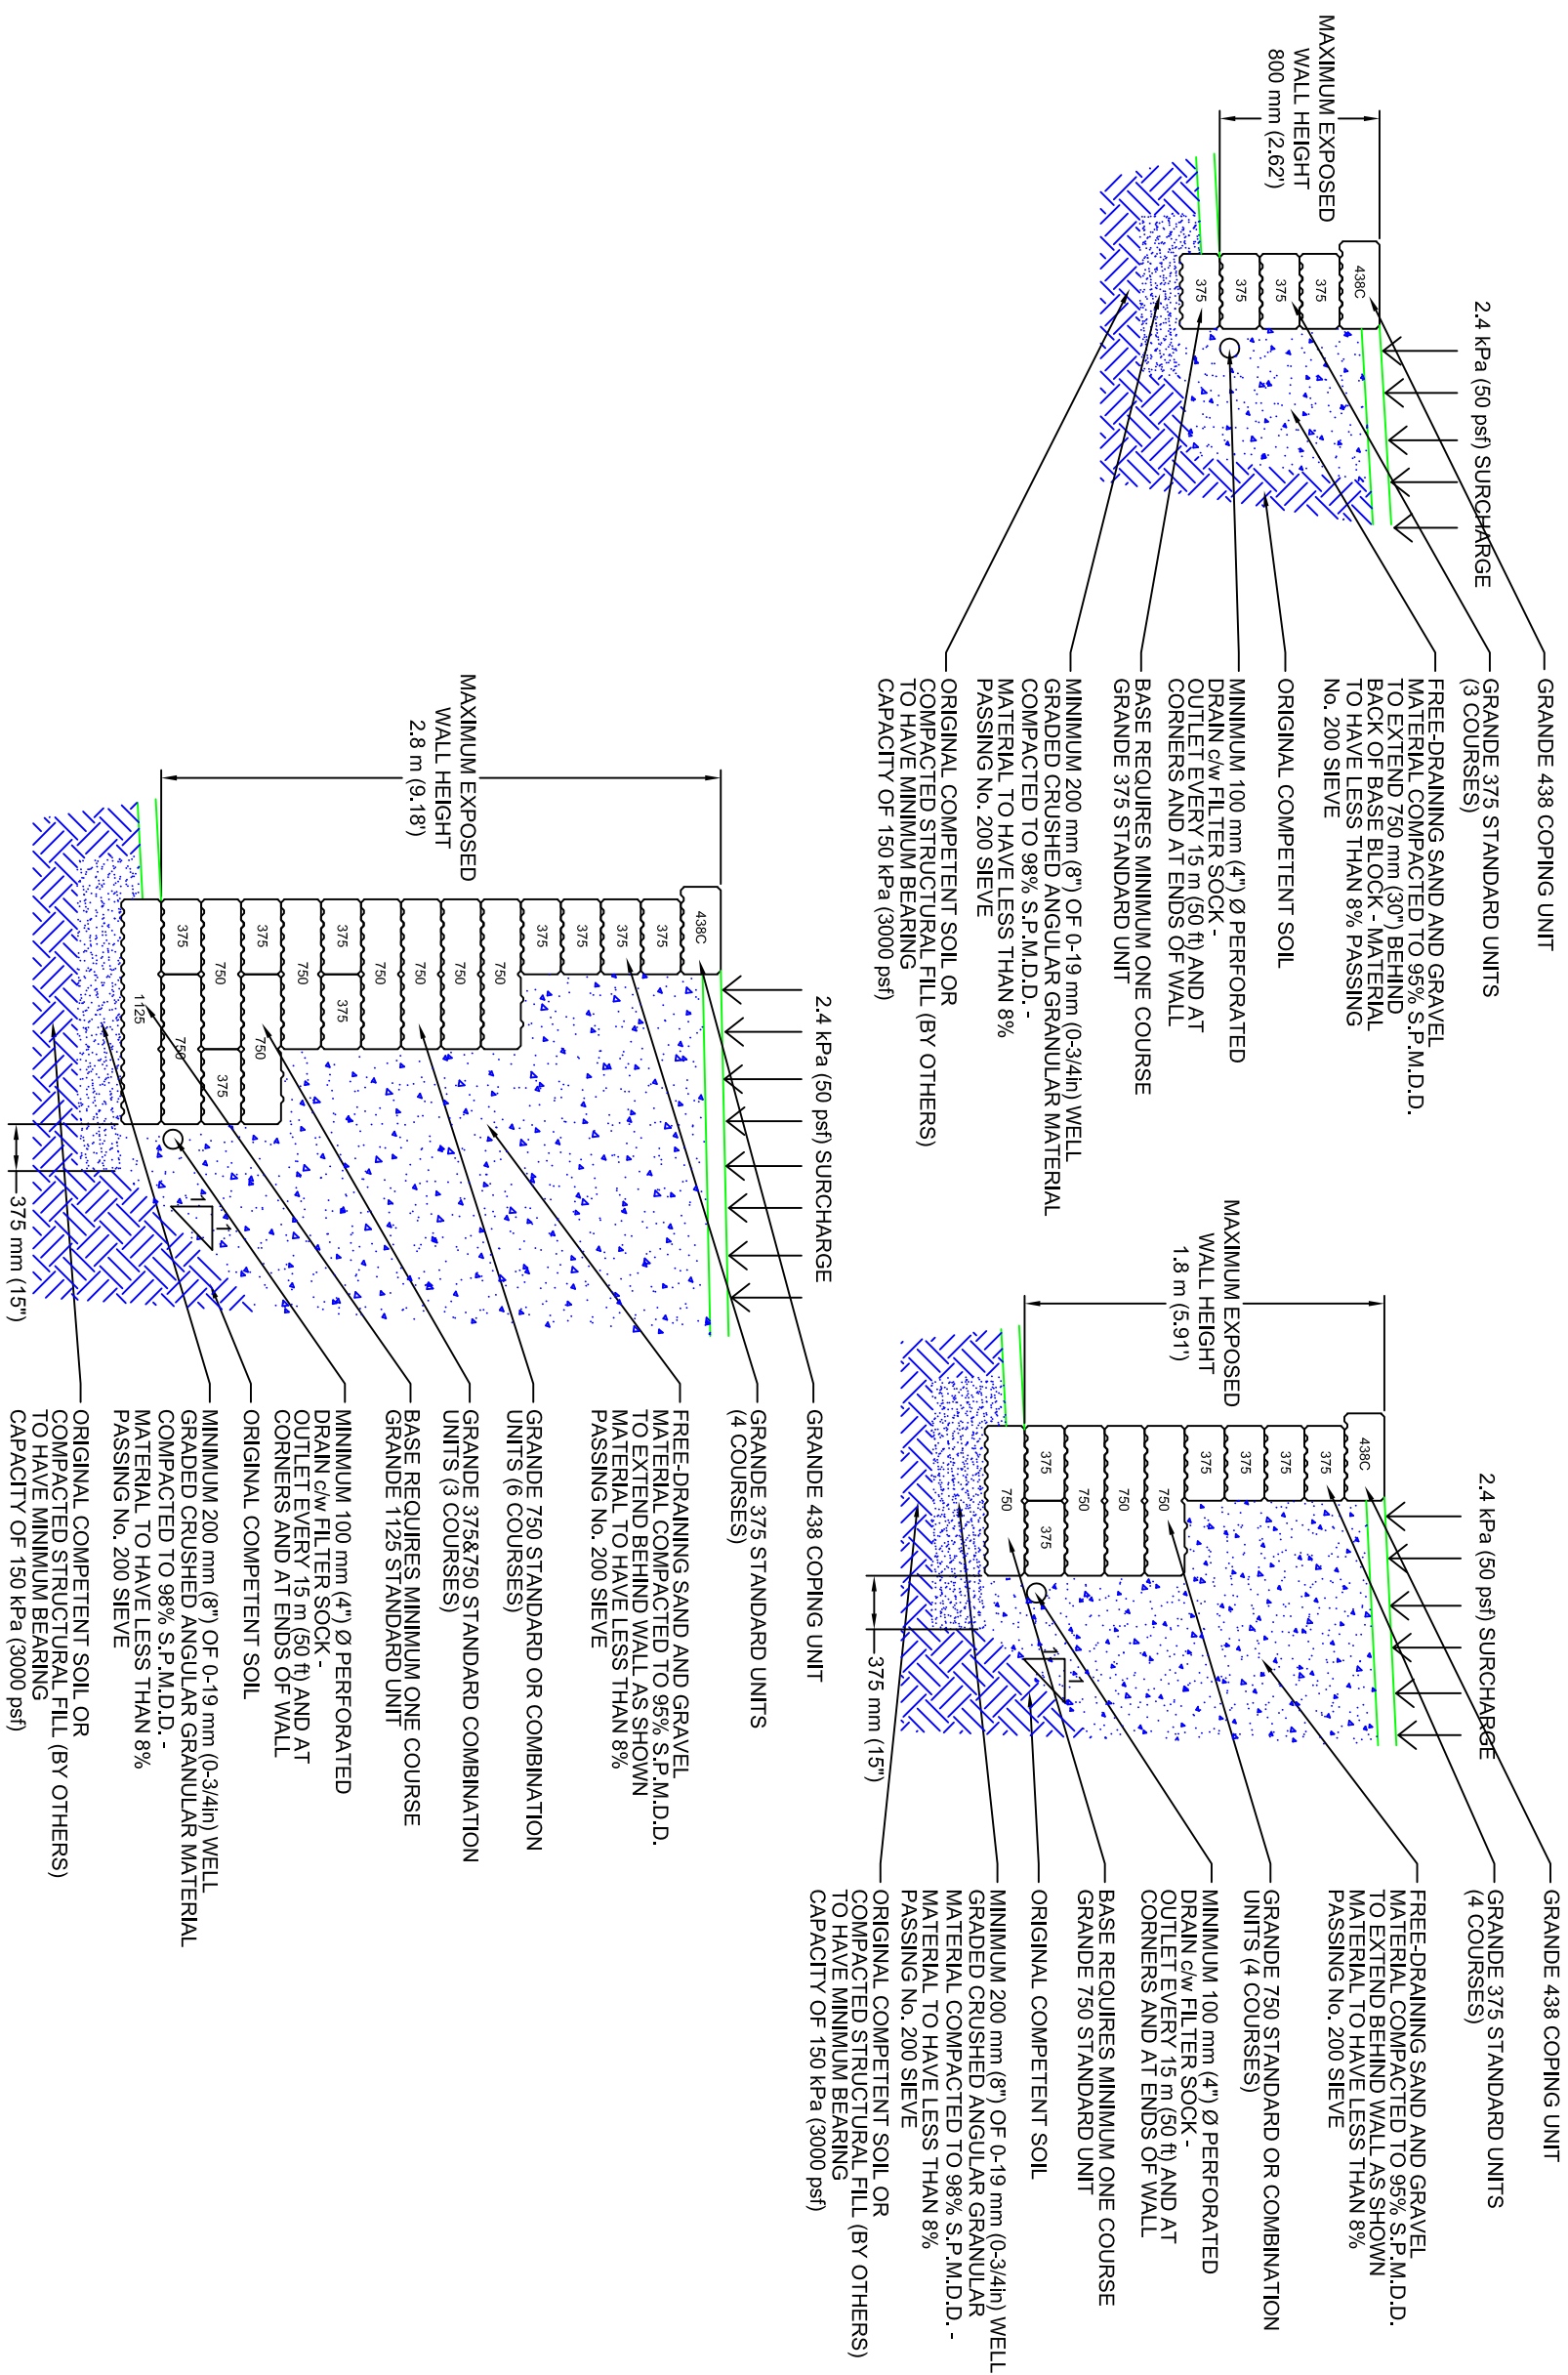 MAXIMUM EXPOSED
WALL HEIGHT
800 mm (2.62')
2.4 kPa (50 psf) SURCHARGE
438C
375
375
375
375
GRANDE 438 COPING UNIT
GRANDE 375 STANDARD UNITS
(3 COURSES)
FREE-DRAINING SAND AND GRAVEL
MATERIAL COMPACTED TO 95% S.P.M.D.D.
TO EXTEND 750 mm (30") BEHIND
BACK OF BASE BLOCK - MATERIAL
TO HAVE LESS THAN 8% PASSING
No. 200 SIEVE
ORIGINAL COMPETENT SOIL
MINIMUM 100 mm (4") Ø PERFORATED
DRAIN c/w FILTER SOCK -
OUTLET EVERY 15 m (50 ft) AND AT
CORNERS AND AT ENDS OF WALL
BASE REQUIRES MINIMUM ONE COURSE
GRANDE 375 STANDARD UNIT
MINIMUM 200 mm (8") OF 0-19 mm (0-3/4in) WELL
GRADED CRUSHED ANGULAR GRANULAR MATERIAL
COMPACTED TO 98% S.P.M.D.D. -
MATERIAL TO HAVE LESS THAN 8%
PASSING No. 200 SIEVE
ORIGINAL COMPETENT SOIL OR
COMPACTED STRUCTURAL FILL (BY OTHERS)
TO HAVE MINIMUM BEARING
CAPACITY OF 150 kPa (3000 psf)
MAXIMUM EXPOSED
WALL HEIGHT
1.8 m (5.91')
2.4 kPa (50 psf) SURCHARGE
438C
375
375
375
375
750
750
750
375
375
750
1
1
375 mm (15")
GRANDE 438 COPING UNIT
GRANDE 375 STANDARD UNITS
(4 COURSES)
FREE-DRAINING SAND AND GRAVEL
MATERIAL COMPACTED TO 95% S.P.M.D.D.
TO EXTEND BEHIND WALL AS SHOWN
MATERIAL TO HAVE LESS THAN 8%
PASSING No. 200 SIEVE
GRANDE 750 STANDARD OR COMBINATION
UNITS (4 COURSES)
MINIMUM 100 mm (4") Ø PERFORATED
DRAIN c/w FILTER SOCK -
OUTLET EVERY 15 m (50 ft) AND AT
CORNERS AND AT ENDS OF WALL
BASE REQUIRES MINIMUM ONE COURSE
GRANDE 750 STANDARD UNIT
ORIGINAL COMPETENT SOIL
MINIMUM 200 mm (8") OF 0-19 mm (0-3/4in) WELL
GRADED CRUSHED ANGULAR GRANULAR
MATERIAL COMPACTED TO 98% S.P.M.D.D. -
MATERIAL TO HAVE LESS THAN 8%
PASSING No. 200 SIEVE
ORIGINAL COMPETENT SOIL OR
COMPACTED STRUCTURAL FILL (BY OTHERS)
TO HAVE MINIMUM BEARING
CAPACITY OF 150 kPa (3000 psf)
MAXIMUM EXPOSED
WALL HEIGHT
2.8 m (9.18')
2.4 kPa (50 psf) SURCHARGE
438C
375
375
375
375
750
750
750
750
375
375
750
375
750
750
375
375
750
1125
1
1
375 mm (15")
GRANDE 438 COPING UNIT
GRANDE 375 STANDARD UNITS
(4 COURSES)
FREE-DRAINING SAND AND GRAVEL
MATERIAL COMPACTED TO 95% S.P.M.D.D.
TO EXTEND BEHIND WALL AS SHOWN
MATERIAL TO HAVE LESS THAN 8%
PASSING No. 200 SIEVE
GRANDE 750 STANDARD OR COMBINATION
UNITS (6 COURSES)
GRANDE 375&750 STANDARD COMBINATION
UNITS (3 COURSES)
BASE REQUIRES MINIMUM ONE COURSE
GRANDE 1125 STANDARD UNIT
MINIMUM 100 mm (4") Ø PERFORATED
DRAIN c/w FILTER SOCK -
OUTLET EVERY 15 m (50 ft) AND AT
CORNERS AND AT ENDS OF WALL
ORIGINAL COMPETENT SOIL
MINIMUM 200 mm (8") OF 0-19 mm (0-3/4in) WELL
GRADED CRUSHED ANGULAR GRANULAR MATERIAL
COMPACTED TO 98% S.P.M.D.D. -
MATERIAL TO HAVE LESS THAN 8%
PASSING No. 200 SIEVE
ORIGINAL COMPETENT SOIL OR
COMPACTED STRUCTURAL FILL (BY OTHERS)
TO HAVE MINIMUM BEARING
CAPACITY OF 150 kPa (3000 psf)